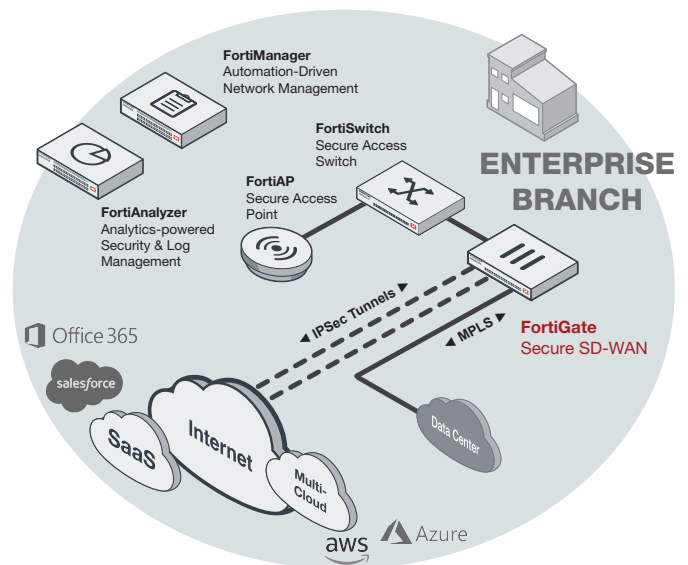 FortiManager
Automation-Driven
Network Management
ENTERPRISE
BRANCH
FortiSwitch
Secure Access
Switch
FortiAP
Secure Access
Point
FortiAnalyzer
Analytics-powered
Security & Log
Management
◄ IPSec Tunnels ►
◄ MPLS ►
FortiGate
Secure SD-WAN
Office 365
salesforce
SaaS
Internet
Multi-
Cloud
Data Center
aws
Azure